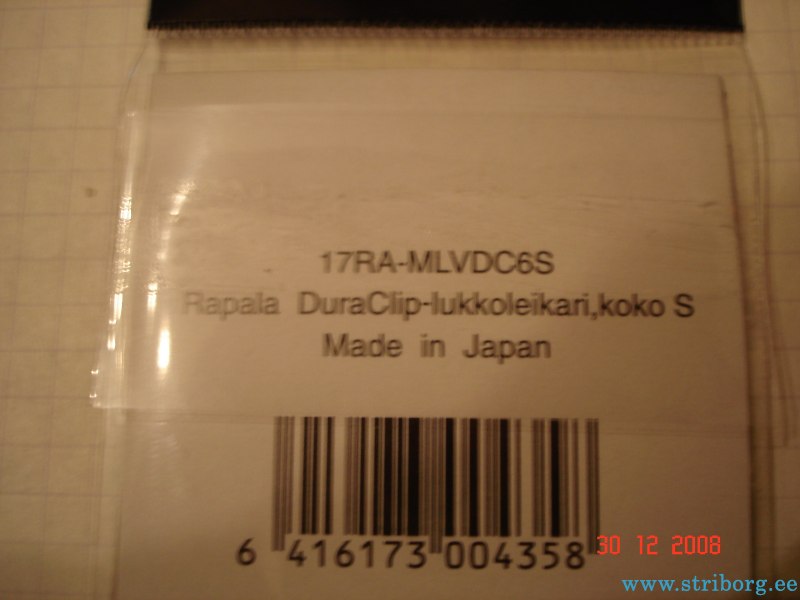 17RA-MLVDC6S
Rapala DuraClip-lukkoleikari,koko S
Made in Japan
6 416173 004358
30 12 2008
www.striborg.ee